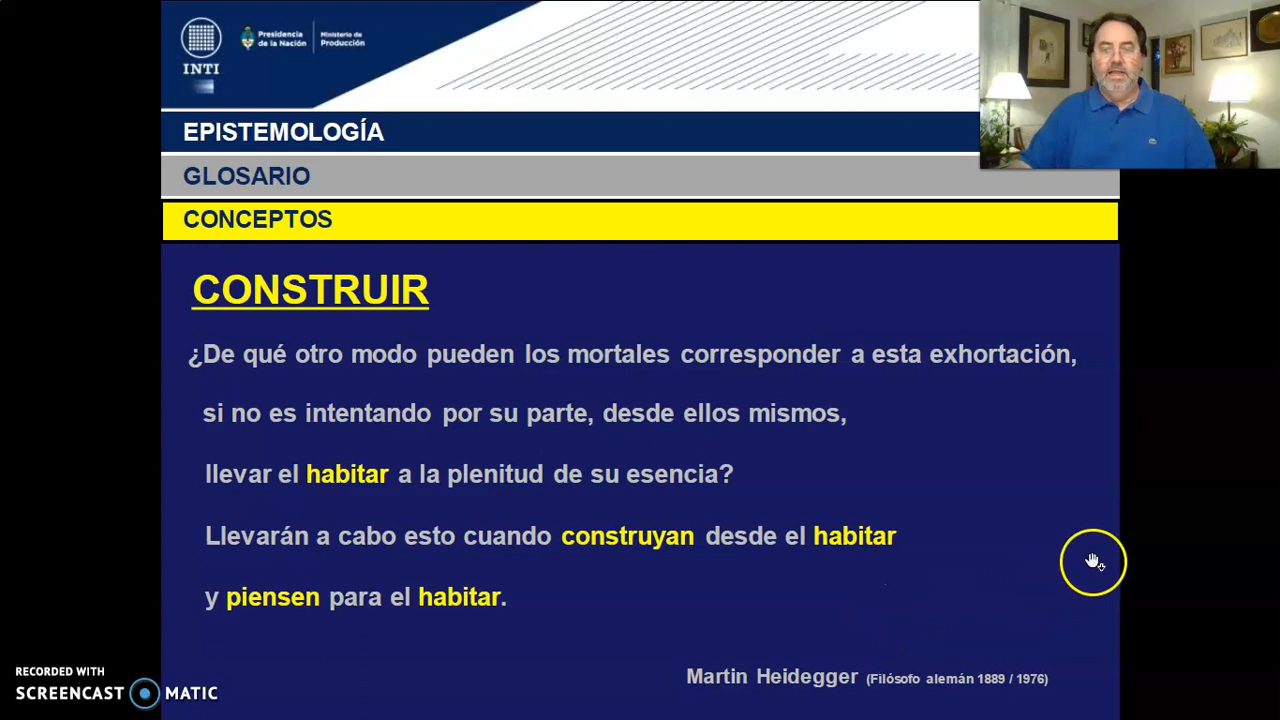 INTI
Presidencia
de la Nación
Ministerio de
Producción
EPISTEMOLOGÍA
GLOSARIO
CONCEPTOS
CONSTRUIR
¿De qué otro modo pueden los mortales corresponder a esta exhortación,
si no es intentando por su parte, desde ellos mismos,
llevar el habitar a la plenitud de su esencia?
Llevarán a cabo esto cuando construyan desde el habitar
y piensen para el habitar.
Martin Heidegger (Filósofo alemán 1889 / 1976)
RECORDED WITH
SCREENCAST MATIC